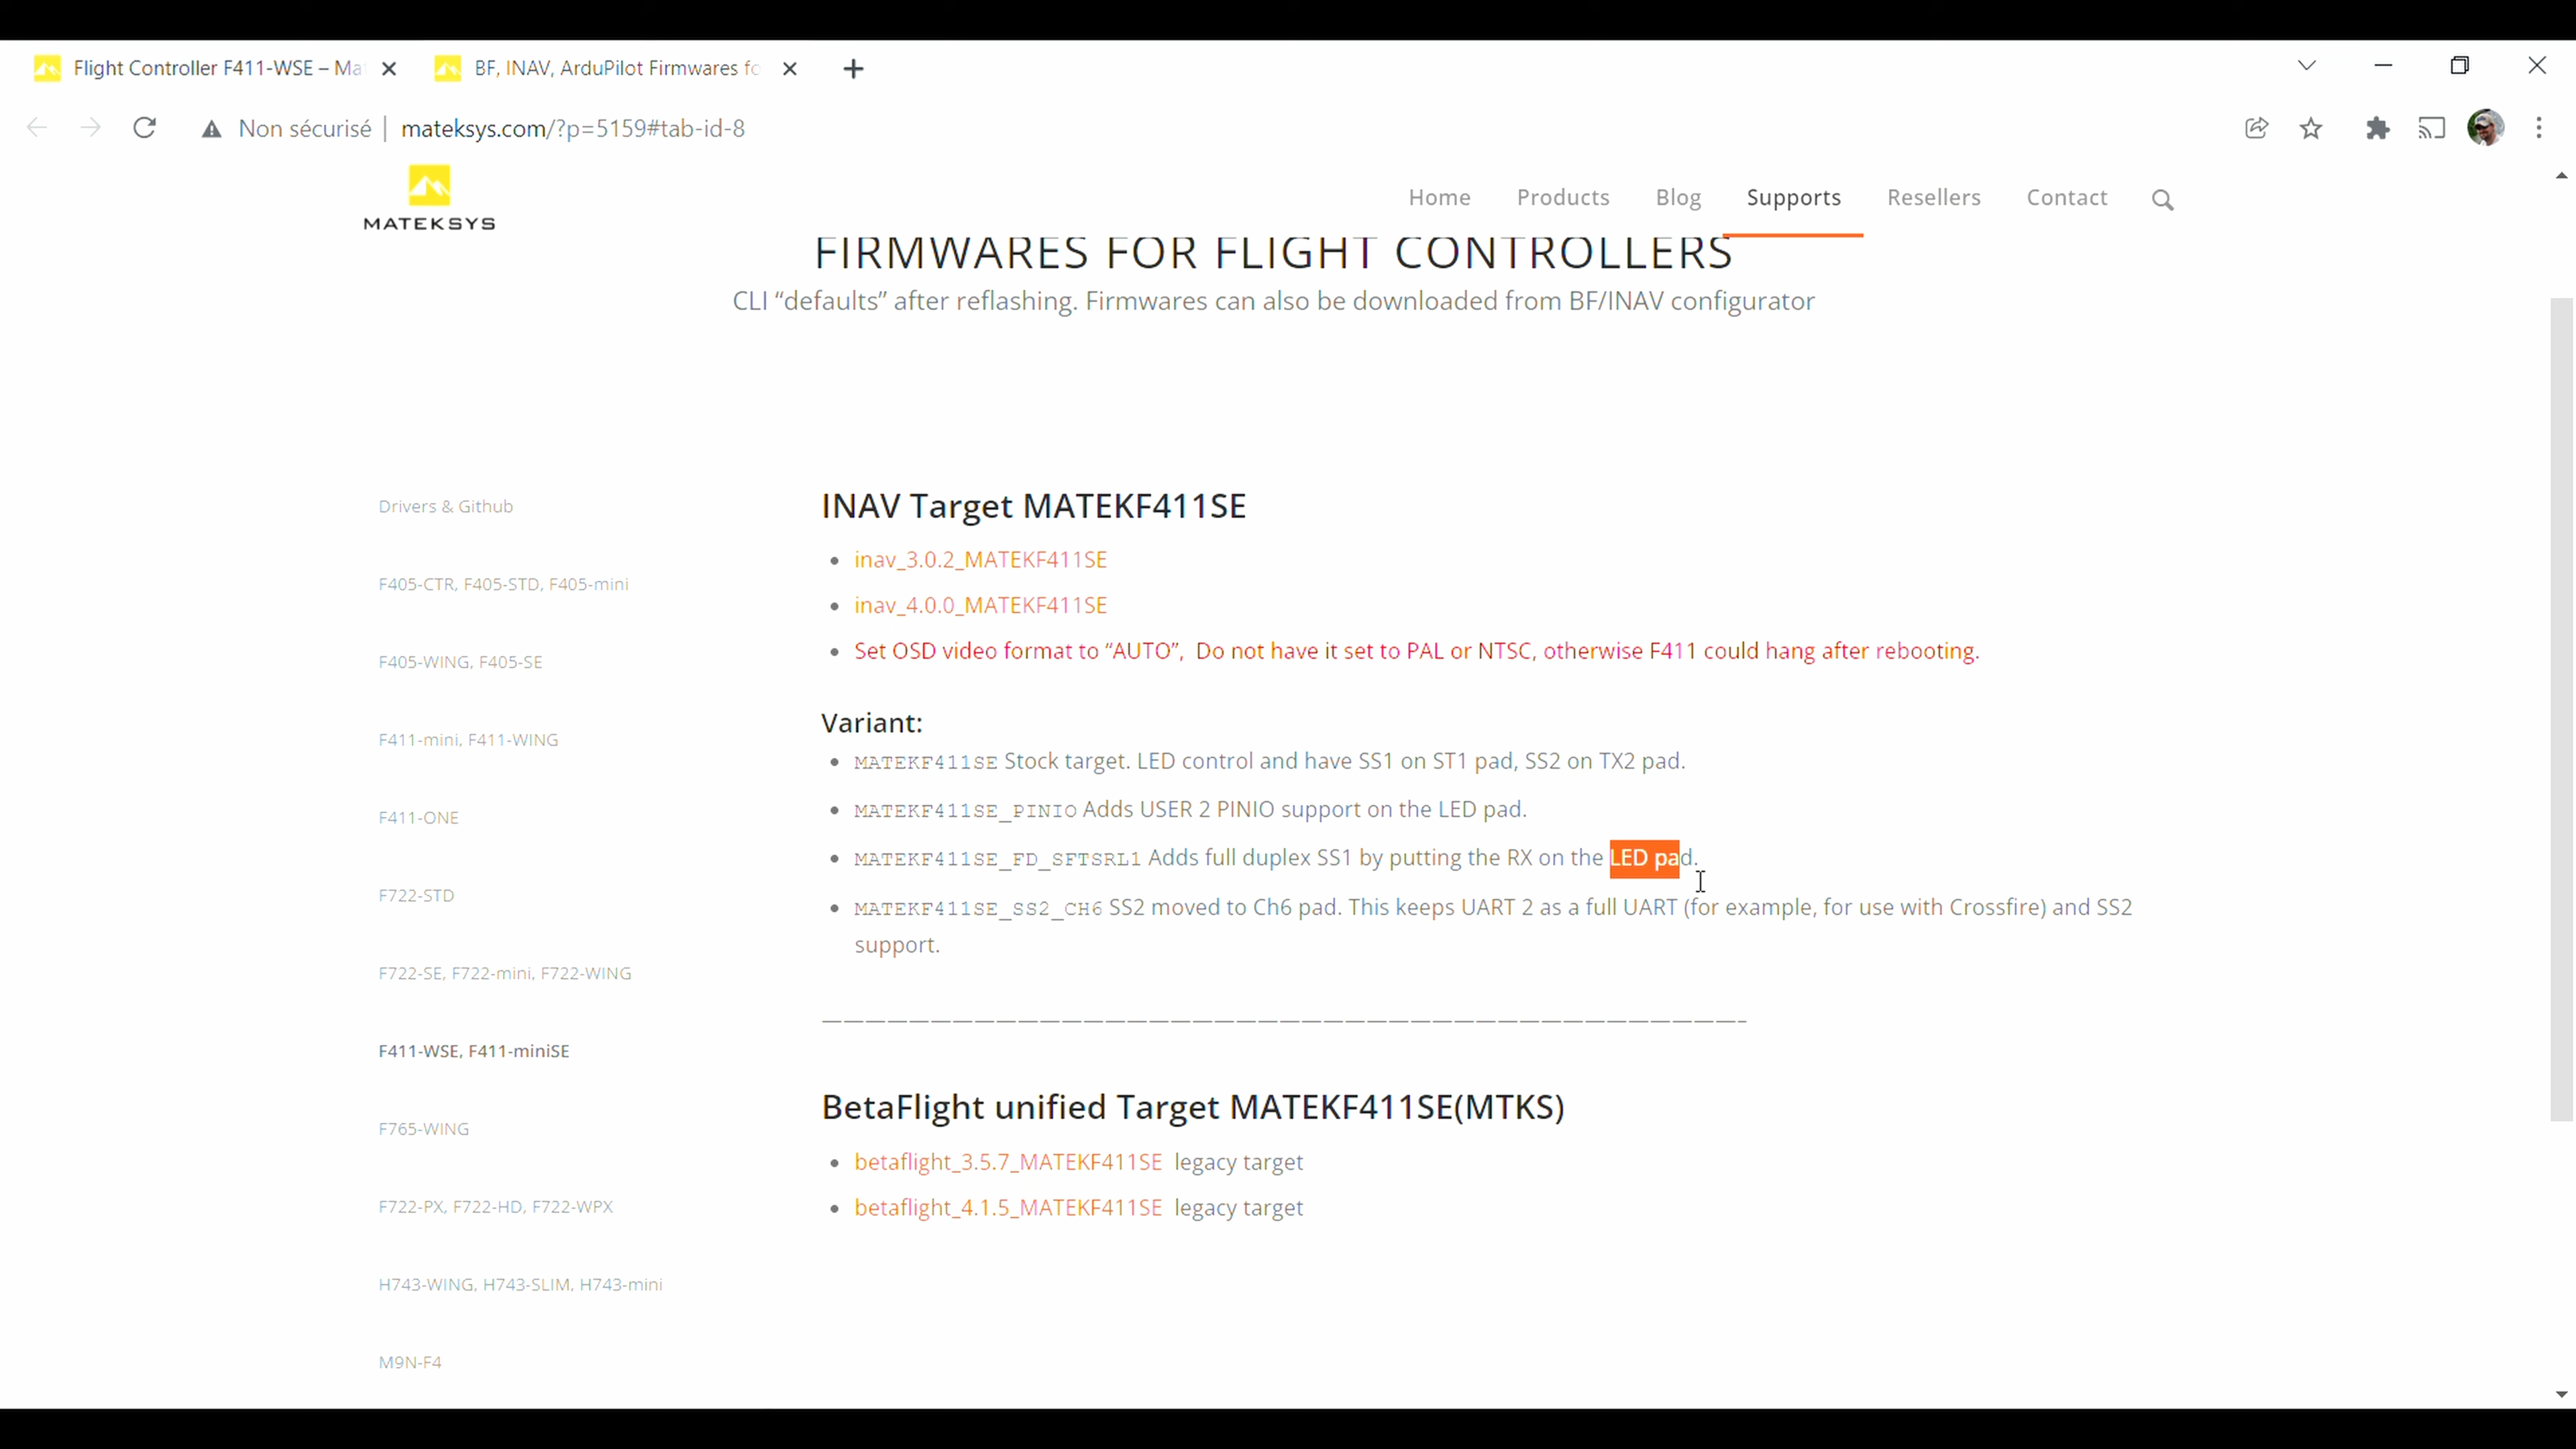 Flight Controller F411-WSE – Ma
BF, INAV, ArduPilot Firmwares fo
Non sécurisé
mateksys.com/?p=5159#tab-id-8
MATEKSYS
Home
Products
Blog
Supports
Resellers
Contact
FIRMWARES FOR FLIGHT CONTROLLERS
CLI “defaults” after reflashing. Firmwares can also be downloaded from BF/INAV configurator
Drivers & Github
F405-CTR, F405-STD, F405-mini
F405-WING, F405-SE
F411-mini, F411-WING
F411-ONE
F722-STD
F722-SE, F722-mini, F722-WING
F411-WSE, F411-miniSE
F765-WING
F722-PX, F722-HD, F722-WPX
H743-WING, H743-SLIM, H743-mini
M9N-F4
INAV Target MATEKF411SE
inav_3.0.2_MATEKF411SE
inav_4.0.0_MATEKF411SE
Set OSD video format to “AUTO”, Do not have it set to PAL or NTSC, otherwise F411 could hang after rebooting.
Variant:
MATEKF411SE Stock target. LED control and have SS1 on ST1 pad, SS2 on TX2 pad.
MATEKF411SE_PINIO Adds USER 2 PINIO support on the LED pad.
MATEKF411SE_FD_SFTSRL1 Adds full duplex SS1 by putting the RX on the LED pad.
MATEKF411SE_SS2_CH6 SS2 moved to Ch6 pad. This keeps UART 2 as a full UART (for example, for use with Crossfire) and SS2
support.
BetaFlight unified Target MATEKF411SE(MTKS)
betaflight_3.5.7_MATEKF411SE legacy target
betaflight_4.1.5_MATEKF411SE legacy target